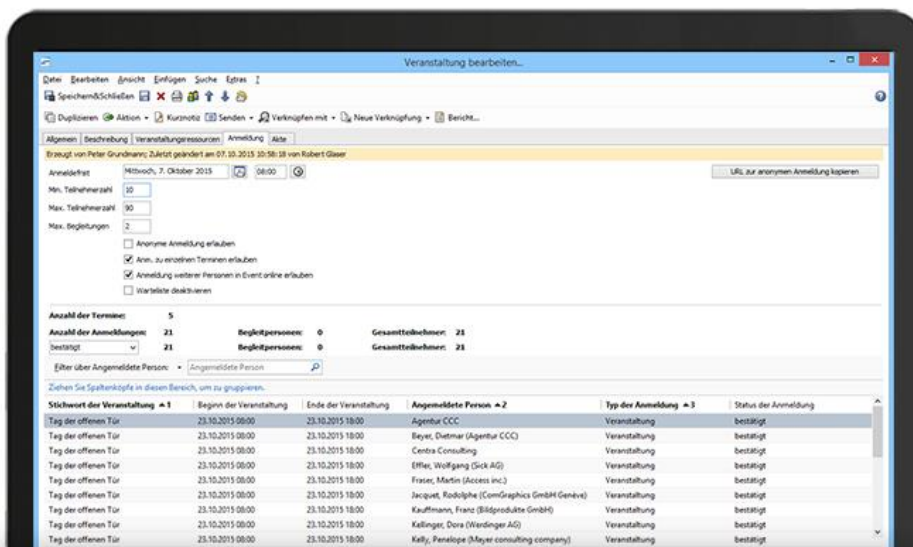 Veranstaltung bearbeiten...
Datei Bearbeiten Ansicht Einfügen Suche Extras ?
Speichern&Schließen
Duplizieren Aktion Kurznotiz Senden Verknüpfen mit Neue Verknüpfung Bericht...
Allgemein Beschreibung Veranstaltungsressourcen Anmeldung Akte
Erzeugt von Peter Grundmann; Zuletzt geändert am 07.10.2015 10:58:18 von Robert Glaser
Anmeldefrist Mittwoch, 7. Oktober 2015 08:00 URL zur anonymen Anmeldung kopieren
Min. Teilnehmerzahl 10
Max. Teilnehmerzahl 90
Max. Begleitungen 2
Anonyme Anmeldung erlauben
Anm. zu einzelnen Terminen erlauben
Anmeldung weiterer Personen in Event online erlauben
Warteliste deaktivieren
Anzahl der Termine: 5
Anzahl der Anmeldungen: 21 Begleitpersonen: 0 Gesamtteilnehmer: 21
bestätigt 21 Begleitpersonen: 0 Gesamtteilnehmer: 21
Filter über Angemeldete Person: Angemeldete Person
Ziehen Sie Spaltenköpfe in diesen Bereich, um zu gruppieren.
Stichwort der Veranstaltung 1 Beginn der Veranstaltung Ende der Veranstaltung Angemeldete Person 2 Typ der Anmeldung 3 Status der Anmeldung
Tag der offenen Tür 23.10.2015 08:00 23.10.2015 18:00 Agentur CCC Veranstaltung bestätigt
Tag der offenen Tür 23.10.2015 08:00 23.10.2015 18:00 Beyer, Dietmar (Agentur CCC) Veranstaltung bestätigt
Tag der offenen Tür 23.10.2015 08:00 23.10.2015 18:00 Centra Consulting Veranstaltung bestätigt
Tag der offenen Tür 23.10.2015 08:00 23.10.2015 18:00 Effler, Wolfgang (Sick AG) Veranstaltung bestätigt
Tag der offenen Tür 23.10.2015 08:00 23.10.2015 18:00 Fraser, Martin (Access inc.) Veranstaltung bestätigt
Tag der offenen Tür 23.10.2015 08:00 23.10.2015 18:00 Jacquet, Rodolphe (ComGraphics GmbH Genève) Veranstaltung bestätigt
Tag der offenen Tür 23.10.2015 08:00 23.10.2015 18:00 Kauffmann, Franz (Bildprodukte GmbH) Veranstaltung bestätigt
Tag der offenen Tür 23.10.2015 08:00 23.10.2015 18:00 Kellinger, Dora (Werdinger AG) Veranstaltung bestätigt
Tag der offenen Tür 23.10.2015 08:00 23.10.2015 18:00 Kelly, Penelope (Meyer consulting company) Veranstaltung bestätigt